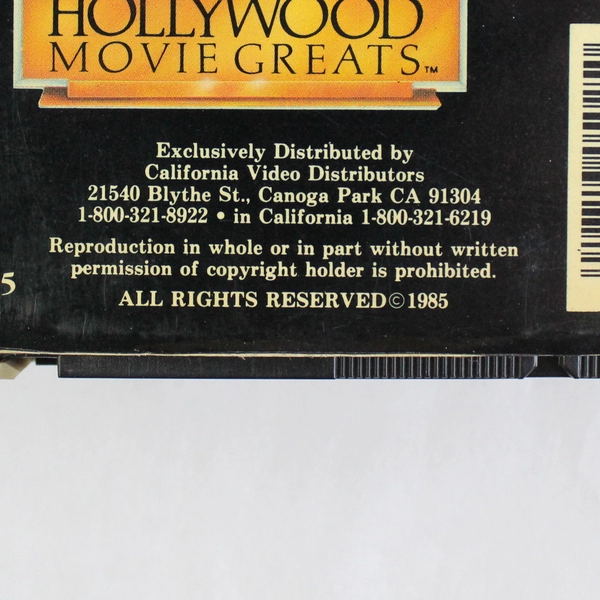 HOLLYWOOD
MOVIE GREATS™
Exclusively Distributed by
California Video Distributors
21540 Blythe St., Canoga Park CA 91304
1-800-321-8922 • in California 1-800-321-6219
Reproduction in whole or in part without written
permission of copyright holder is prohibited.
5
ALL RIGHTS RESERVED©1985